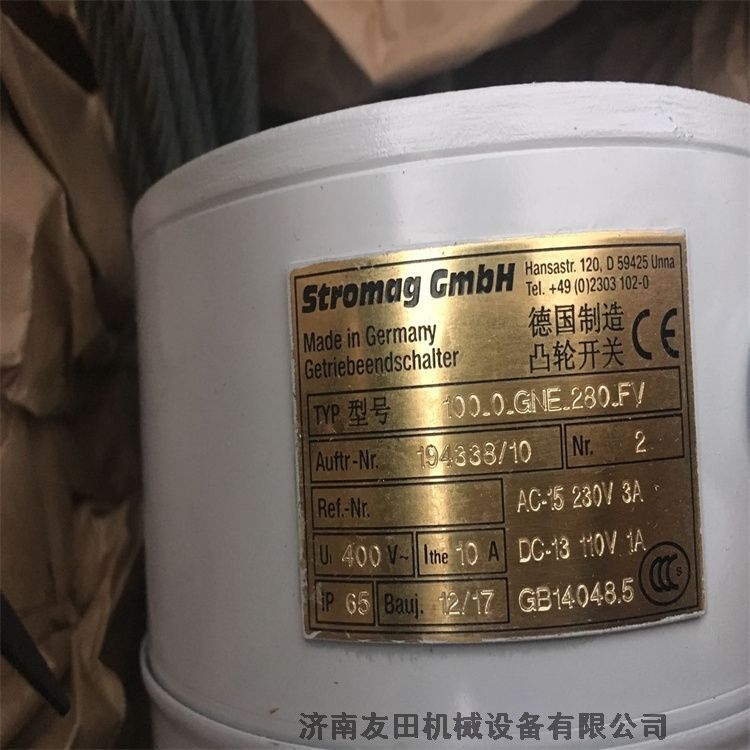 Stromag GmbH
Hansastr. 120, D 59425 Unna
Tel. +49 (0)2303 102-0
Made in Germany
Getriebeendschalter
德国制造
凸轮开关
CE
TYP 型号 100_0_GNE_280_FV
Auftr-Nr. 194338/10 Nr. 2
Ref.-Nr. AC-15 230V 3A
Ui 400 V~ Ithe 10 A DC-13 110V 1A
iP 65 Bauj. 12/17 GB14048.5
CCC S
济南友田机械设备有限公司